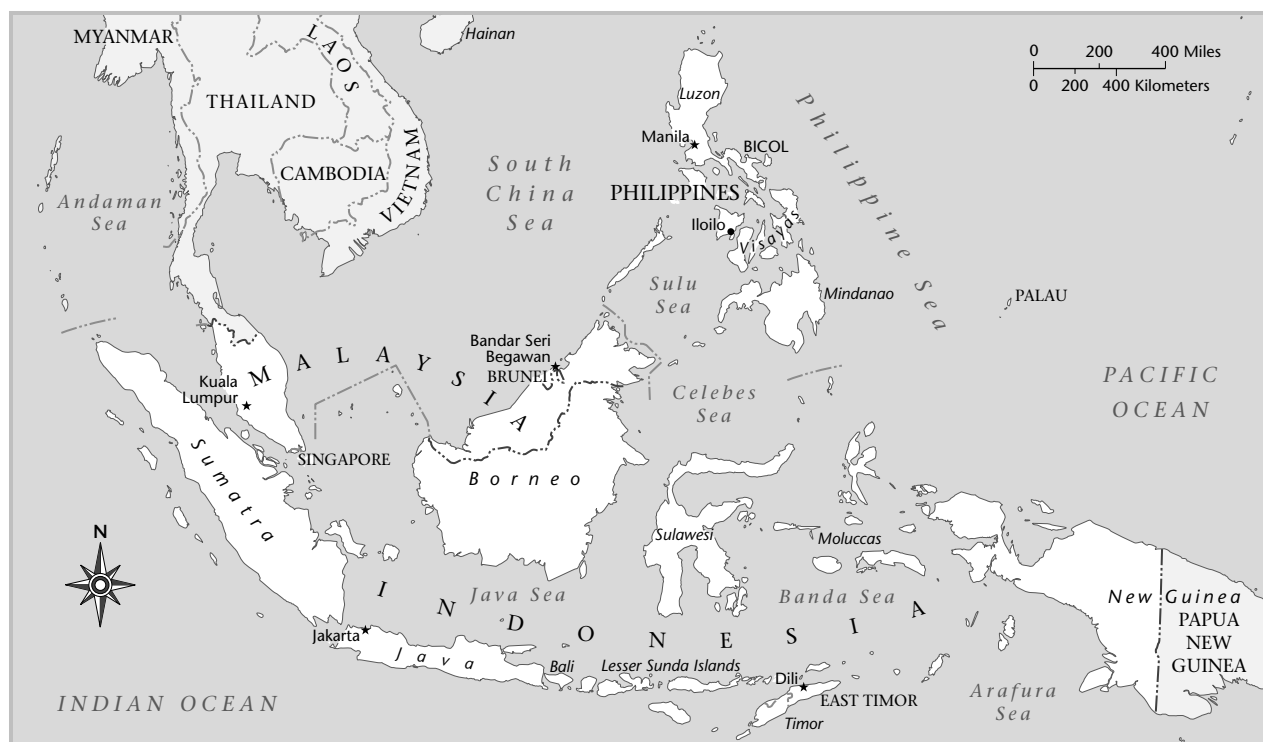 MYANMAR
LAOS
Hainan
THAILAND
CAMBODIA
VIETNAM
Andaman
Sea
South
China
Sea
Luzon
Manila
BICOL
PHILIPPINES
Iloilo
Visayas
Philippine Sea
0 200 400 Miles
0 200 400 Kilometers
Sulu
Sea
Mindanao
PALAU
MALAYSIA
Bandar Seri
Begawan
BRUNEI
Kuala
Lumpur
Celebes
Sea
PACIFIC
OCEAN
SINGAPORE
Sumatra
Borneo
Sulawesi
Moluccas
N
INDONESIA
Java Sea
Banda Sea
New Guinea
PAPUA
NEW
GUINEA
Jakarta
Java
Bali
Lesser Sunda Islands
Dili
EAST TIMOR
Timor
Arafura
Sea
INDIAN OCEAN